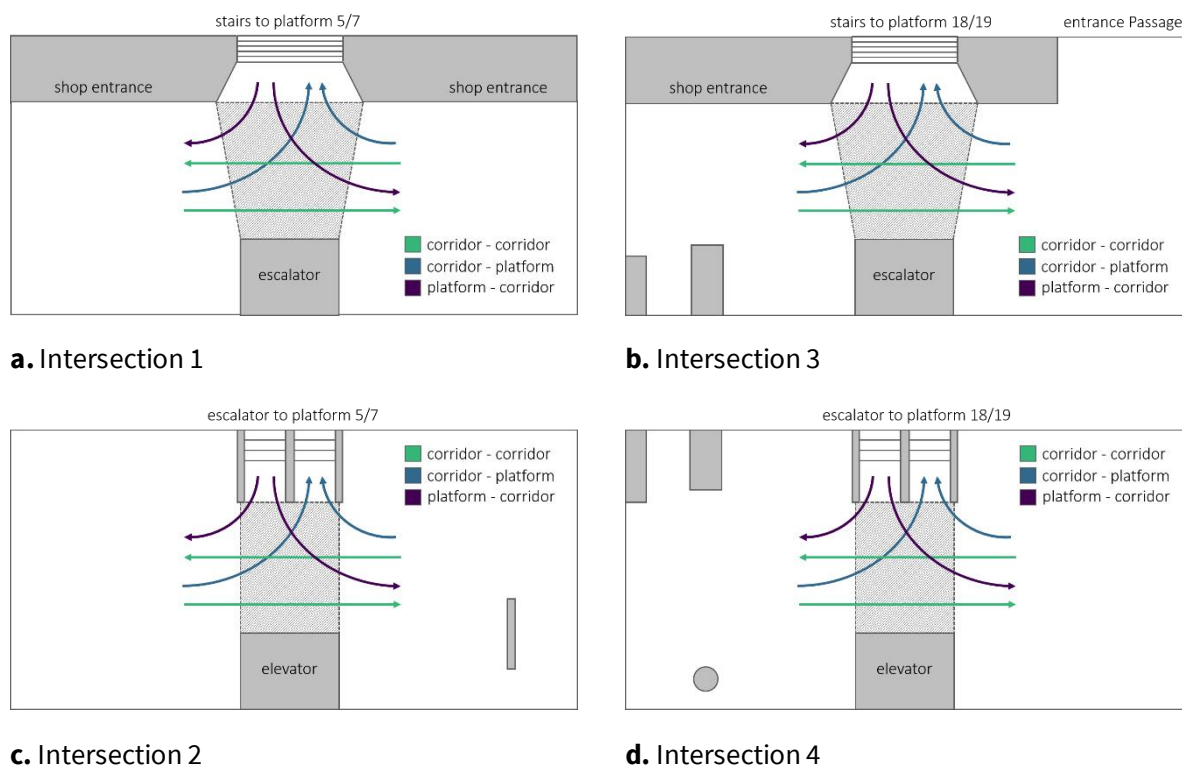 stairs to platform 5/7
shop entrance
shop entrance
corridor - corridor
corridor - platform
platform - corridor
escalator
a. Intersection 1
stairs to platform 18/19
entrance Passage
shop entrance
corridor - corridor
corridor - platform
platform - corridor
escalator
b. Intersection 3
escalator to platform 5/7
corridor - corridor
corridor - platform
platform - corridor
elevator
c. Intersection 2
escalator to platform 18/19
corridor - corridor
corridor - platform
platform - corridor
elevator
d. Intersection 4